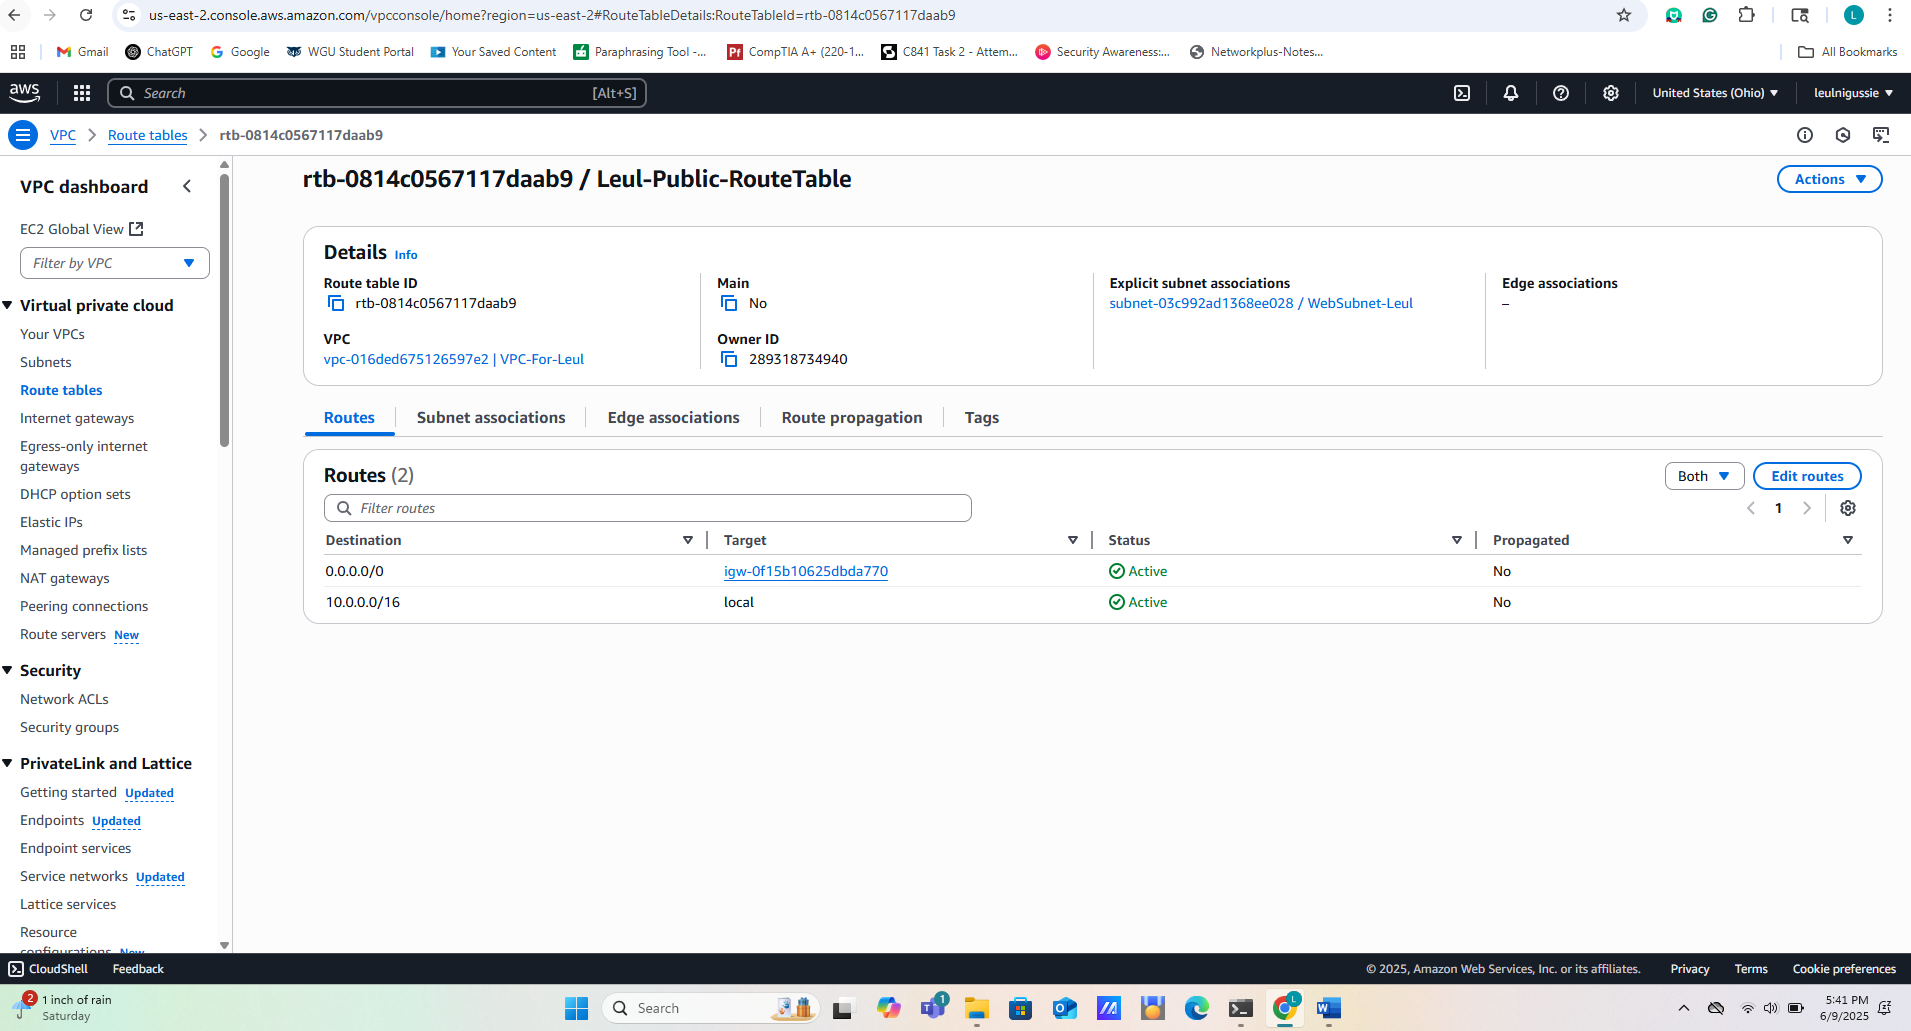 us-east-2.console.aws.amazon.com/vpcconsole/home?region=us-east-2#RouteTableDetails:RouteTableId=rtb-0814c0567117daab9
L
Gmail ChatGPT Google WGU Student Portal Your Saved Content Paraphrasing Tool -... CompTIA A+ (220-1... C841 Task 2 - Attem... Security Awareness:... Networkplus-Notes... All Bookmarks
aws Search [Alt+S] United States (Ohio) leulnigussie
VPC Route tables rtb-0814c0567117daab9
VPC dashboard
EC2 Global View
Filter by VPC
Virtual private cloud
Your VPCs
Subnets
Route tables
Internet gateways
Egress-only internet
gateways
DHCP option sets
Elastic IPs
Managed prefix lists
NAT gateways
Peering connections
Route servers New
Security
Network ACLs
Security groups
PrivateLink and Lattice
Getting started Updated
Endpoints Updated
Endpoint services
Service networks Updated
Lattice services
Resource
configurations New
rtb-0814c0567117daab9 / Leul-Public-RouteTable
Actions
Details Info
Route table ID
rtb-0814c0567117daab9
VPC
vpc-016ded675126597e2 | VPC-For-Leul
Main
No
Owner ID
289318734940
Explicit subnet associations
subnet-03c992ad1368ee028 / WebSubnet-Leul
Edge associations
–
Routes Subnet associations Edge associations Route propagation Tags
Routes (2)
Both Edit routes
Filter routes
1
Destination Target Status Propagated
0.0.0.0/0 igw-0f15b10625dbda770 Active No
10.0.0.0/16 local Active No
CloudShell Feedback © 2025, Amazon Web Services, Inc. or its affiliates. Privacy Terms Cookie preferences
2
1 inch of rain
Saturday
Search
1
L
5:41 PM
6/9/2025